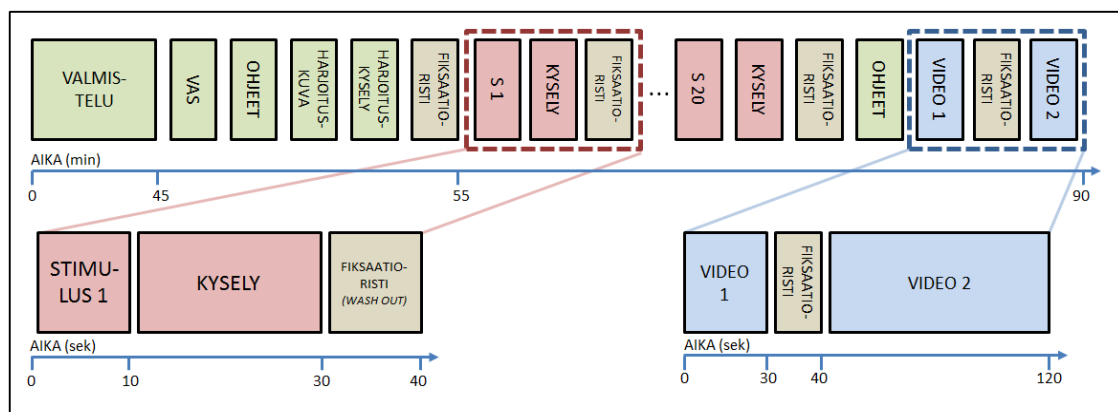 VALMIS-
TELU
VAS
OHJEET
HARJOITUS-
KUVA
HARJOITUS-
KYSELY
FIKSAATIO-
RISTI
S 1
KYSELY
FIKSAATIO-
RISTI
...
S 20
KYSELY
FIKSAATIO-
RISTI
OHJEET
VIDEO 1
FIKSAATIO-
RISTI
VIDEO 2
AIKA (min)
0 45 55 90
STIMU-
LUS 1
KYSELY
FIKSAATIO-
RISTI
(WASH OUT)
AIKA (sek)
0 10 30 40
VIDEO
1
FIKSAATIO-
RISTI
VIDEO 2
AIKA (sek)
0 30 40 120